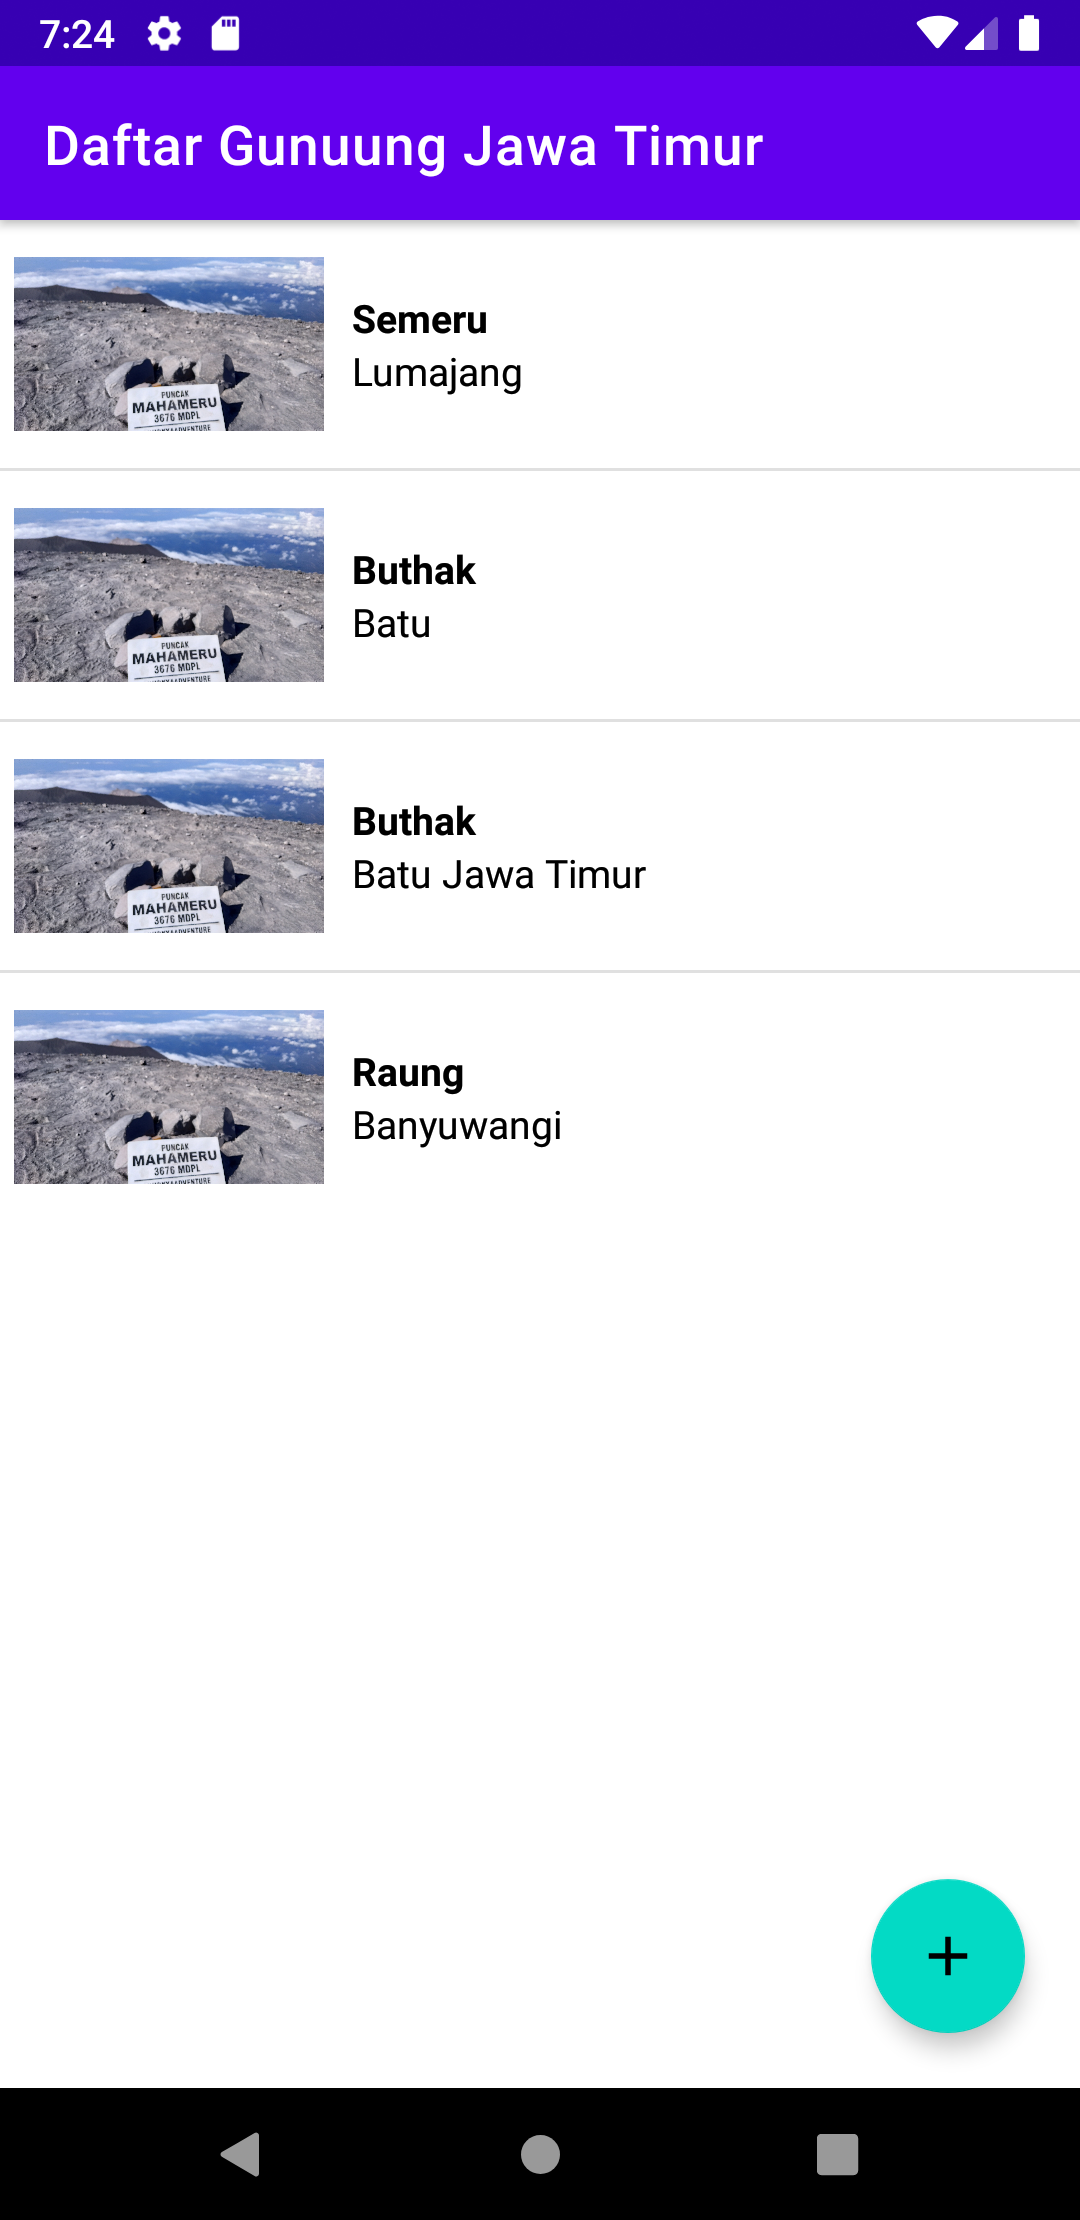 7:24
Daftar Gunuung Jawa Timur
PUNCAK
MAHAMERU
3676 MDPL
Semeru
Lumajang
PUNCAK
MAHAMERU
3676 MDPL
Buthak
Batu
PUNCAK
MAHAMERU
3676 MDPL
Buthak
Batu Jawa Timur
PUNCAK
MAHAMERU
3676 MDPL
Raung
Banyuwangi